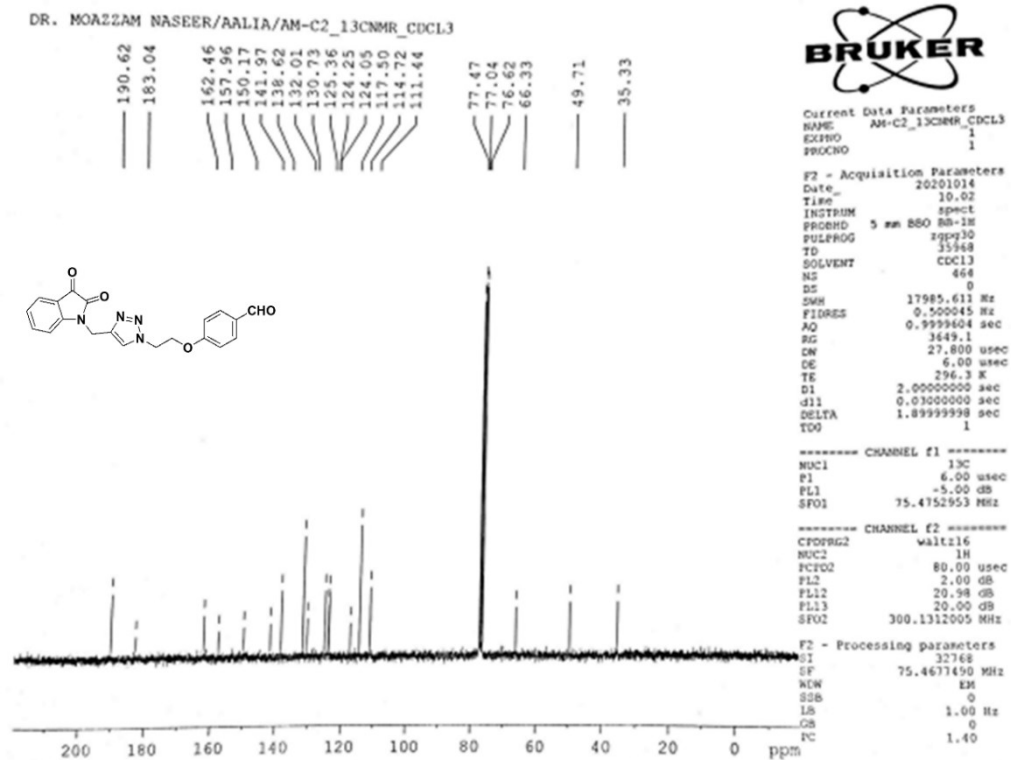 DR. MOAZZAM NASEER/AALIA/AM-C2_13CNMR_CDCL3
190.62
183.04
162.46
157.96
150.17
141.97
138.62
132.01
130.73
125.36
124.25
124.05
117.50
114.72
111.44
77.47
77.04
76.62
66.33
49.71
35.33
O
O
N
N
N
N
O
CHO
200 180 160 140 120 100 80 60 40 20 0 ppm
BRUKER
Current Data Parameters
NAME AM-C2_13CNMR_CDCL3
EXPNO 1
PROCNO 1
F2 - Acquisition Parameters
Date_ 20201014
Time 10.02
INSTRUM spect
PROBHD 5 mm BBO BB-1H
PULPROG zgpg30
TD 35968
SOLVENT CDCl3
NS 464
DS 0
SWH 17985.611 Hz
FIDRES 0.500045 Hz
AQ 0.9999604 sec
RG 3649.1
DW 27.800 usec
DE 6.00 usec
TE 296.3 K
D1 2.00000000 sec
d11 0.03000000 sec
DELTA 1.89999998 sec
TD0 1
======== CHANNEL f1 ========
NUC1 13C
P1 6.00 usec
PL1 -5.00 dB
SFO1 75.4752953 MHz
======== CHANNEL f2 ========
CPDPRG2 waltz16
NUC2 1H
PCPD2 80.00 usec
PL2 2.00 dB
PL12 20.98 dB
PL13 20.00 dB
SFO2 300.1312005 MHz
F2 - Processing parameters
SI 32768
SF 75.4677490 MHz
WDW EM
SSB 0
LB 1.00 Hz
GB 0
PC 1.40